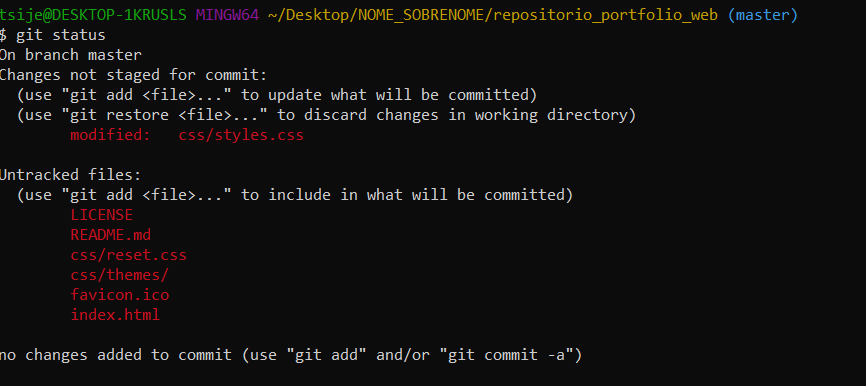 tsije@DESKTOP-1KRUSLS MINGW64 ~/Desktop/NOME_SOBRENOME/repositorio_portfolio_web (master)
$ git status
On branch master
Changes not staged for commit:
  (use "git add <file>..." to update what will be committed)
  (use "git restore <file>..." to discard changes in working directory)
        modified:   css/styles.css

Untracked files:
  (use "git add <file>..." to include in what will be committed)
        LICENSE
        README.md
        css/reset.css
        css/themes/
        favicon.ico
        index.html

no changes added to commit (use "git add" and/or "git commit -a")